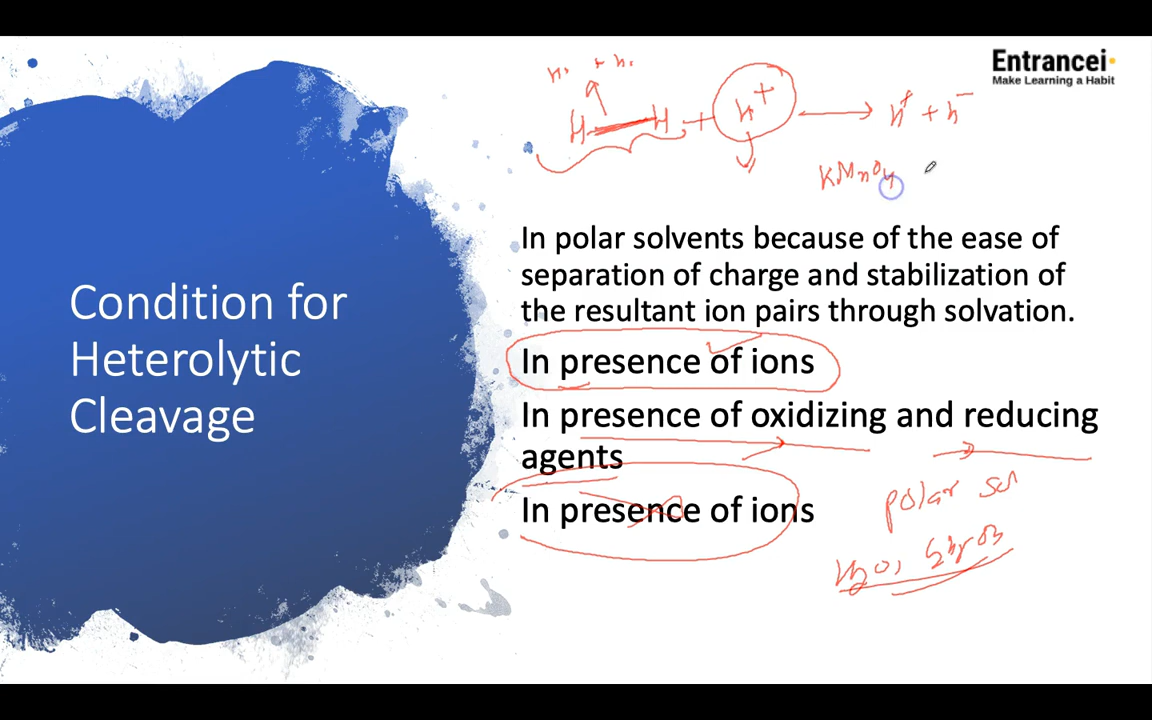 Entrancei
Make Learning a Habit
H. + H.
H H + H+ → H+ + H-
KMnO4
Condition for
Heterolytic
Cleavage
In polar solvents because of the ease of
separation of charge and stabilization of
the resultant ion pairs through solvation.
In presence of ions
In presence of oxidizing and reducing
agents
In presence of ions
polar
H2O,